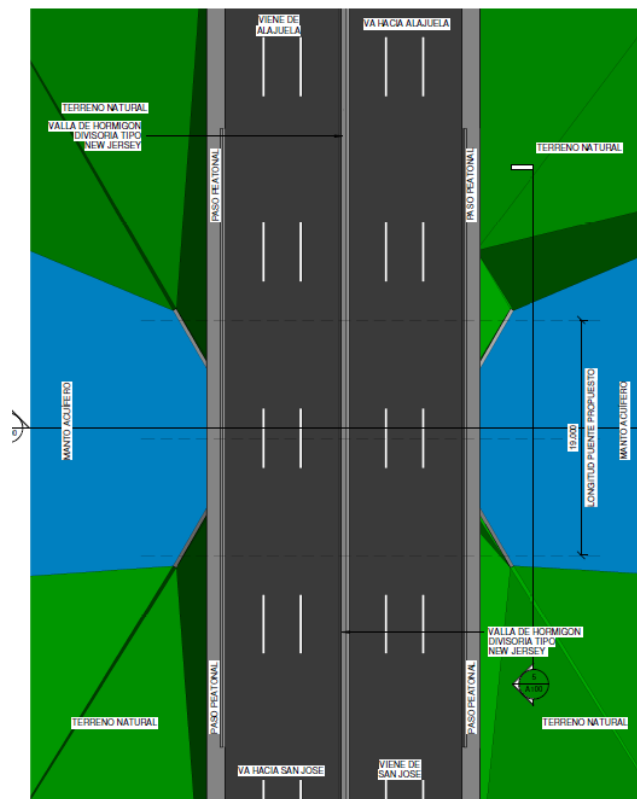 VIENE DE
ALAJUELA
VA HACIA ALAJUELA
TERRENO NATURAL
VALLA DE HORMIGON
DIVISORIA TIPO
NEW JERSEY
TERRENO NATURAL
PASO PEATONAL
PASO PEATONAL
MANTO ACUIFERO
19.000
LONGITUD PUENTE PROPUESTO
MANTO ACUIFERO
VALLA DE HORMIGON
DIVISORIA TIPO
NEW JERSEY
PASO PEATONAL
PASO PEATONAL
S
A100
TERRENO NATURAL
TERRENO NATURAL
VA HACIA SAN JOSE
VIENE DE
SAN JOSE